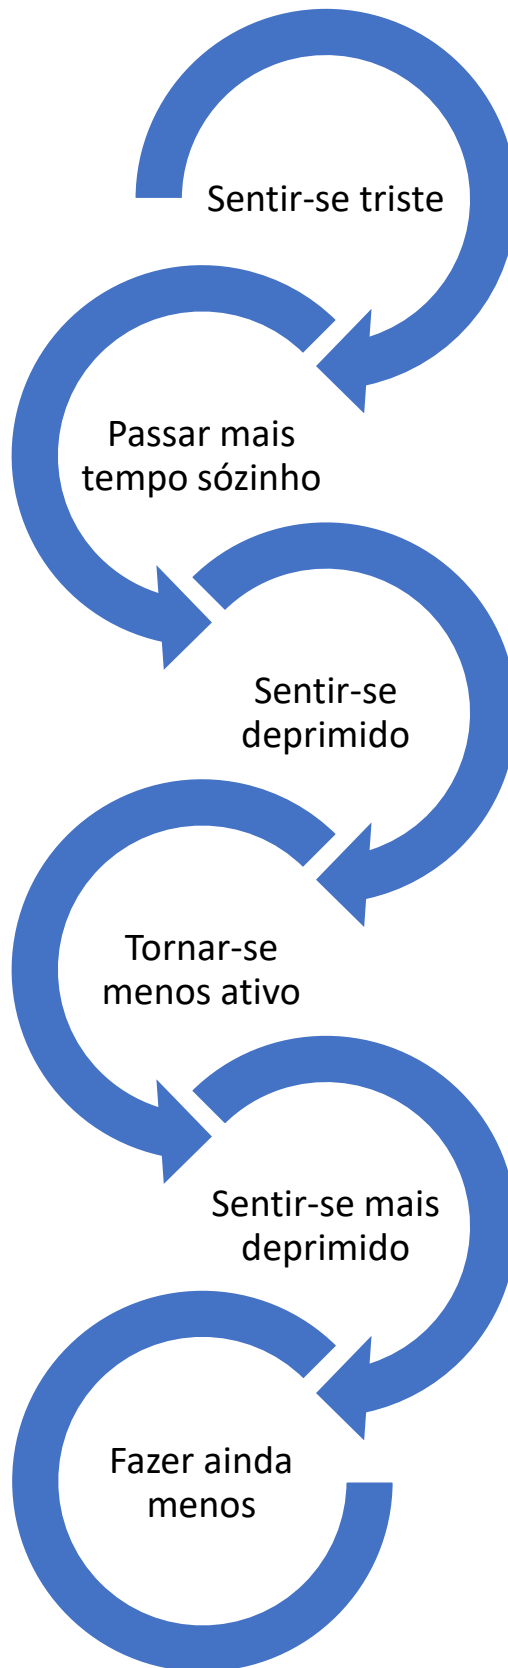 Sentir-se triste
Passar mais
tempo sózinho
Sentir-se
deprimido
Tornar-se
menos ativo
Sentir-se mais
deprimido
Fazer ainda
menos